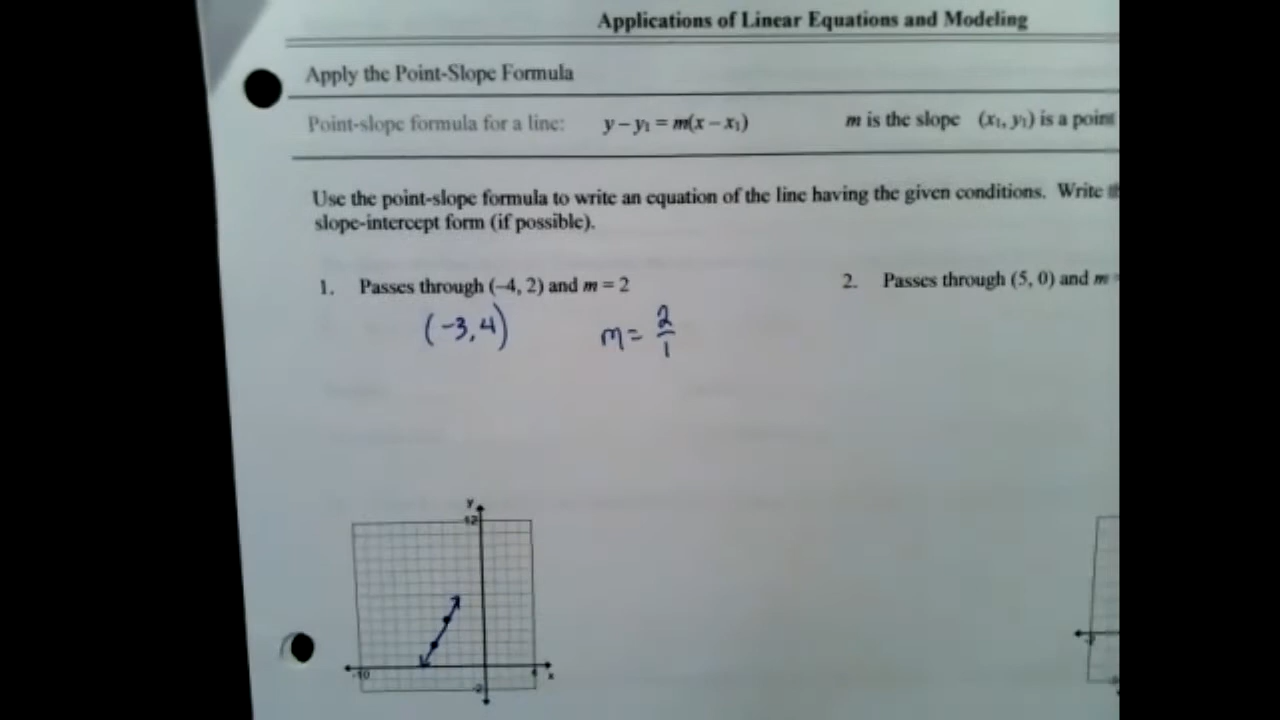 Applications of Linear Equations and Modeling
Apply the Point-Slope Formula
Point-slope formula for a line: y – y₁ = m(x – x₁) m is the slope (x₁, y₁) is a point
Use the point-slope formula to write an equation of the line having the given conditions. Write
slope-intercept form (if possible).
1. Passes through (–4, 2) and m = 2
2. Passes through (5, 0) and m
(-3,4) m = 2/1
y
12
-10
x
-2